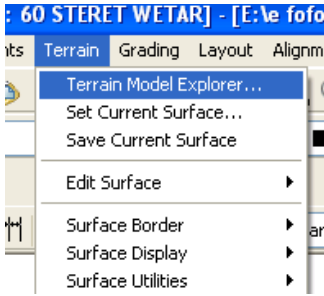 : 60 STERET WETAR] - [E:\e fofo
nts Terrain Grading Layout Alignm
Terrain Model Explorer...
Set Current Surface...
Save Current Surface
Edit Surface
Surface Border
Surface Display
Surface Utilities